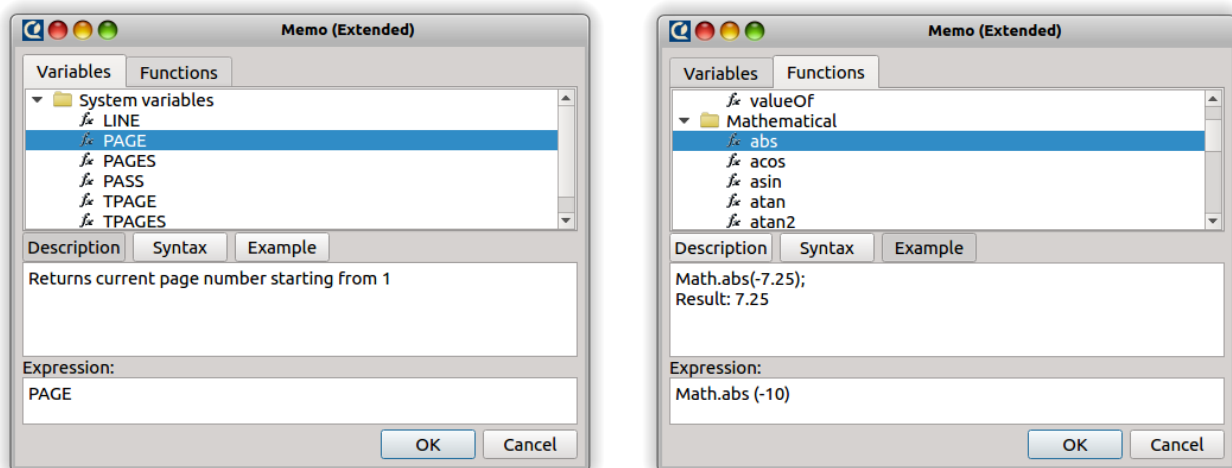 Memo (Extended)
Variables Functions
System variables
LINE
PAGE
PAGES
PASS
TPAGE
TPAGES
Description Syntax Example
Returns current page number starting from 1
Expression:
PAGE
OK Cancel
Memo (Extended)
Variables Functions
valueOf
Mathematical
abs
acos
asin
atan
atan2
Description Syntax Example
Math.abs(-7.25);
Result: 7.25
Expression:
Math.abs (-10)
OK Cancel